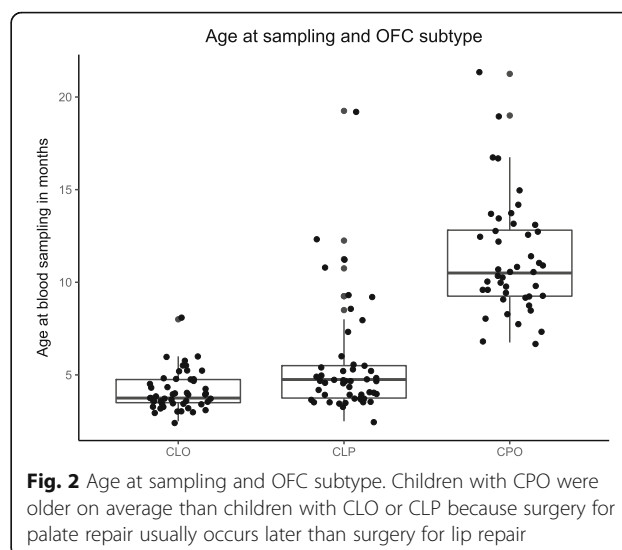 Age at sampling and OFC subtype
Age at blood sampling in months
20
15
10
5
CLO CLP CPO
Fig. 2 Age at sampling and OFC subtype. Children with CPO were
older on average than children with CLO or CLP because surgery for
palate repair usually occurs later than surgery for lip repair